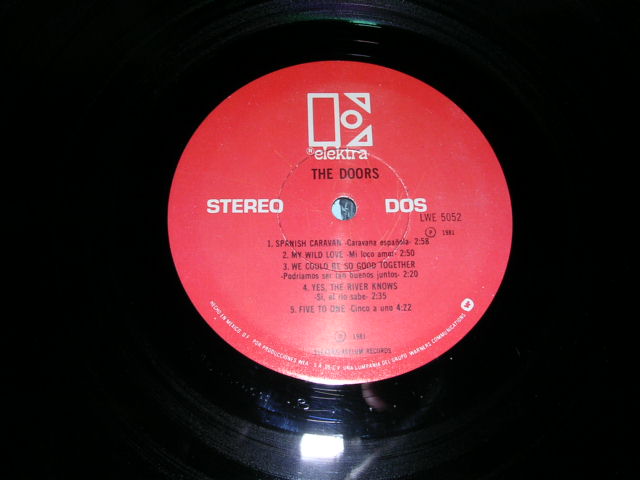 ® elektra
THE DOORS
STEREO DOS
LWE 5052
Ⓟ 1981
1. SPANISH CARAVAN -Caravana española- 2:58
2. MY WILD LOVE -Mi loco amor- 2:50
3. WE COULD BE SO GOOD TOGETHER
-Podriamos ser tan buenos juntos- 2:20
4. YES, THE RIVER KNOWS
-Si, el rio sabe- 2:35
5. FIVE TO ONE -Cinco a uno 4:22
Ⓟ 1981
ASYLUM RECORDS
HECHO EN MEXICO, D.F. POR PRODUCCIONES WEA, S.A. DE C.V. UNA COMPAÑIA DEL GRUPO WARNERS COMMUNICATIONS